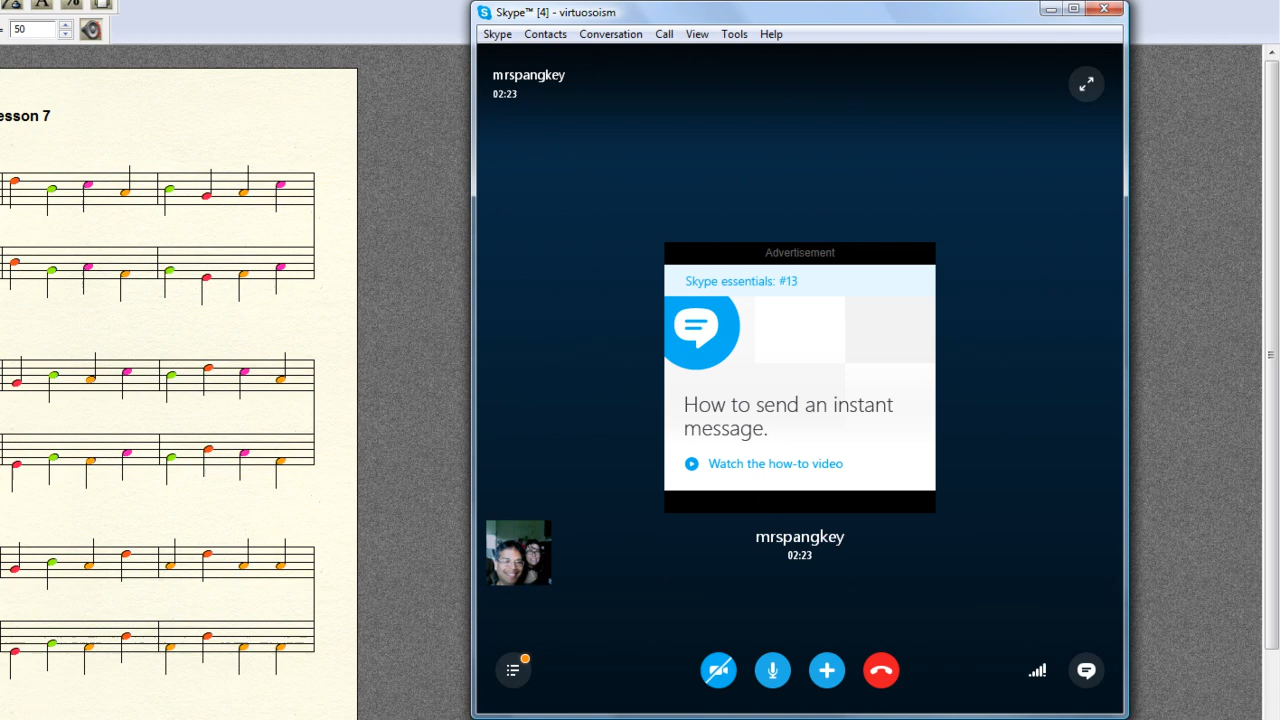 A
%
= 50
esson 7
Skype™ [4] - virtuosoism
Skype Contacts Conversation Call View Tools Help
mrspangkey
02:23
Advertisement
Skype essentials: #13
How to send an instant
message.
Watch the how-to video
mrspangkey
02:23